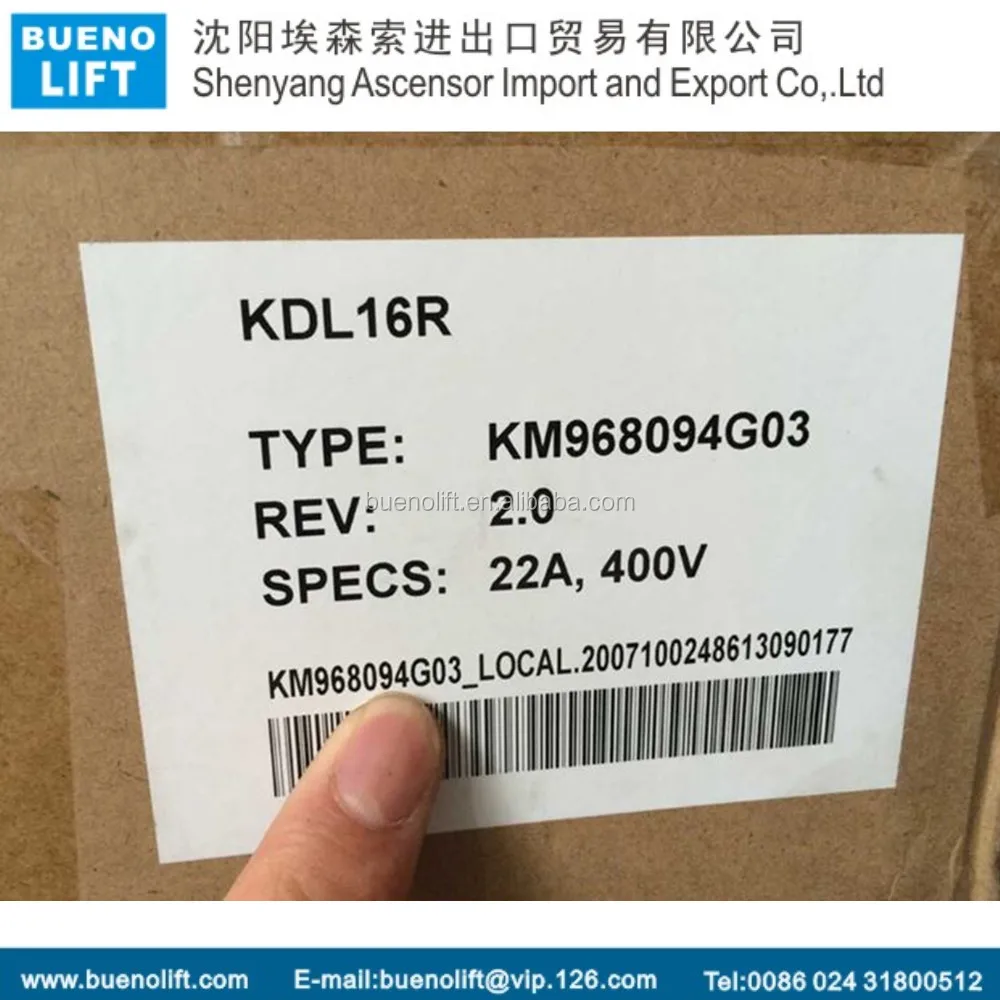 BUENO
LIFT
沈阳埃森索进出口贸易有限公司
Shenyang Ascensor Import and Export Co,.Ltd
KDL16R
TYPE: KM968094G03
buenolift.en.alibaba.com
REV: 2.0
SPECS: 22A, 400V
KM968094G03_LOCAL.2007100248613090177
www.buenolift.com E-mail:buenolift@vip.126.com Tel:0086 024 31800512